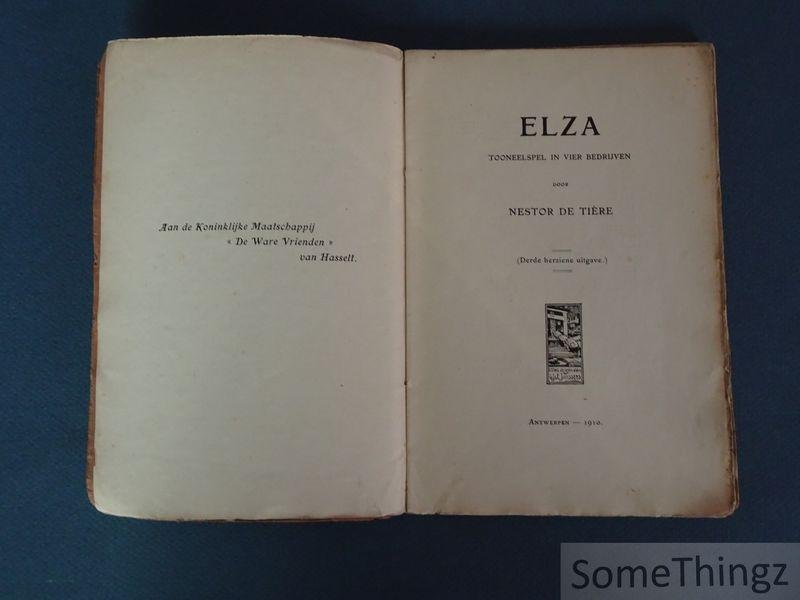 Aan de Koninklijke Maatschappij
« De Ware Vrienden »
van Hasselt.
ELZA
TOONEELSPEL IN VIER BEDRIJVEN
DOOR
NESTOR DE TIÈRE
(Derde herziene uitgave.)
ANTWERPEN — 1910.
SomeThingz